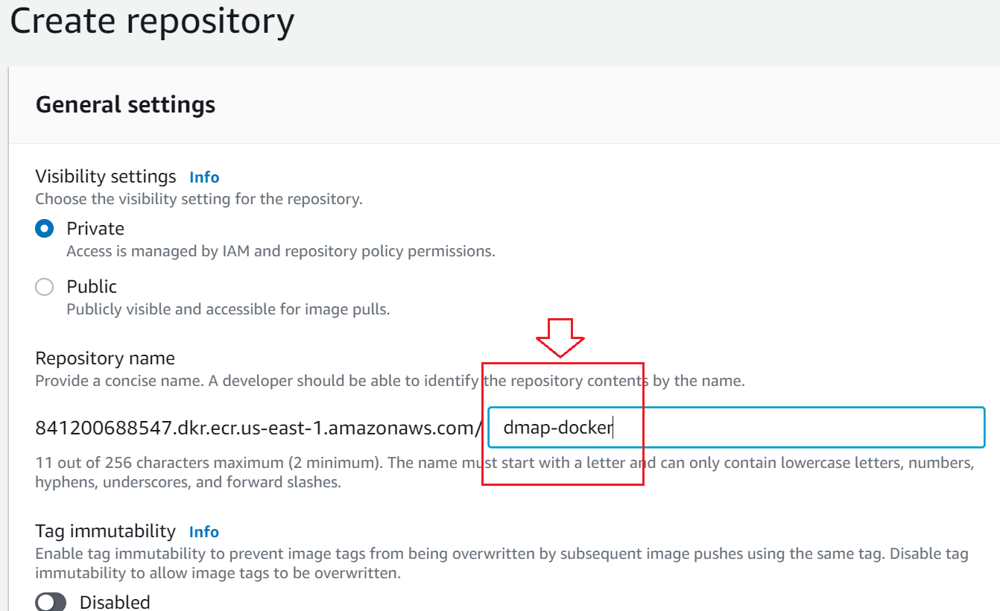 Create repository
General settings
Visibility settings Info
Choose the visibility setting for the repository.
Private
Access is managed by IAM and repository policy permissions.
Public
Publicly visible and accessible for image pulls.
Repository name
Provide a concise name. A developer should be able to identify the repository contents by the name.
841200688547.dkr.ecr.us-east-1.amazonaws.com/ dmap-docker
11 out of 256 characters maximum (2 minimum). The name must start with a letter and can only contain lowercase letters, numbers,
hyphens, underscores, and forward slashes.
Tag immutability Info
Enable tag immutability to prevent image tags from being overwritten by subsequent image pushes using the same tag. Disable tag
immutability to allow image tags to be overwritten.
Disabled